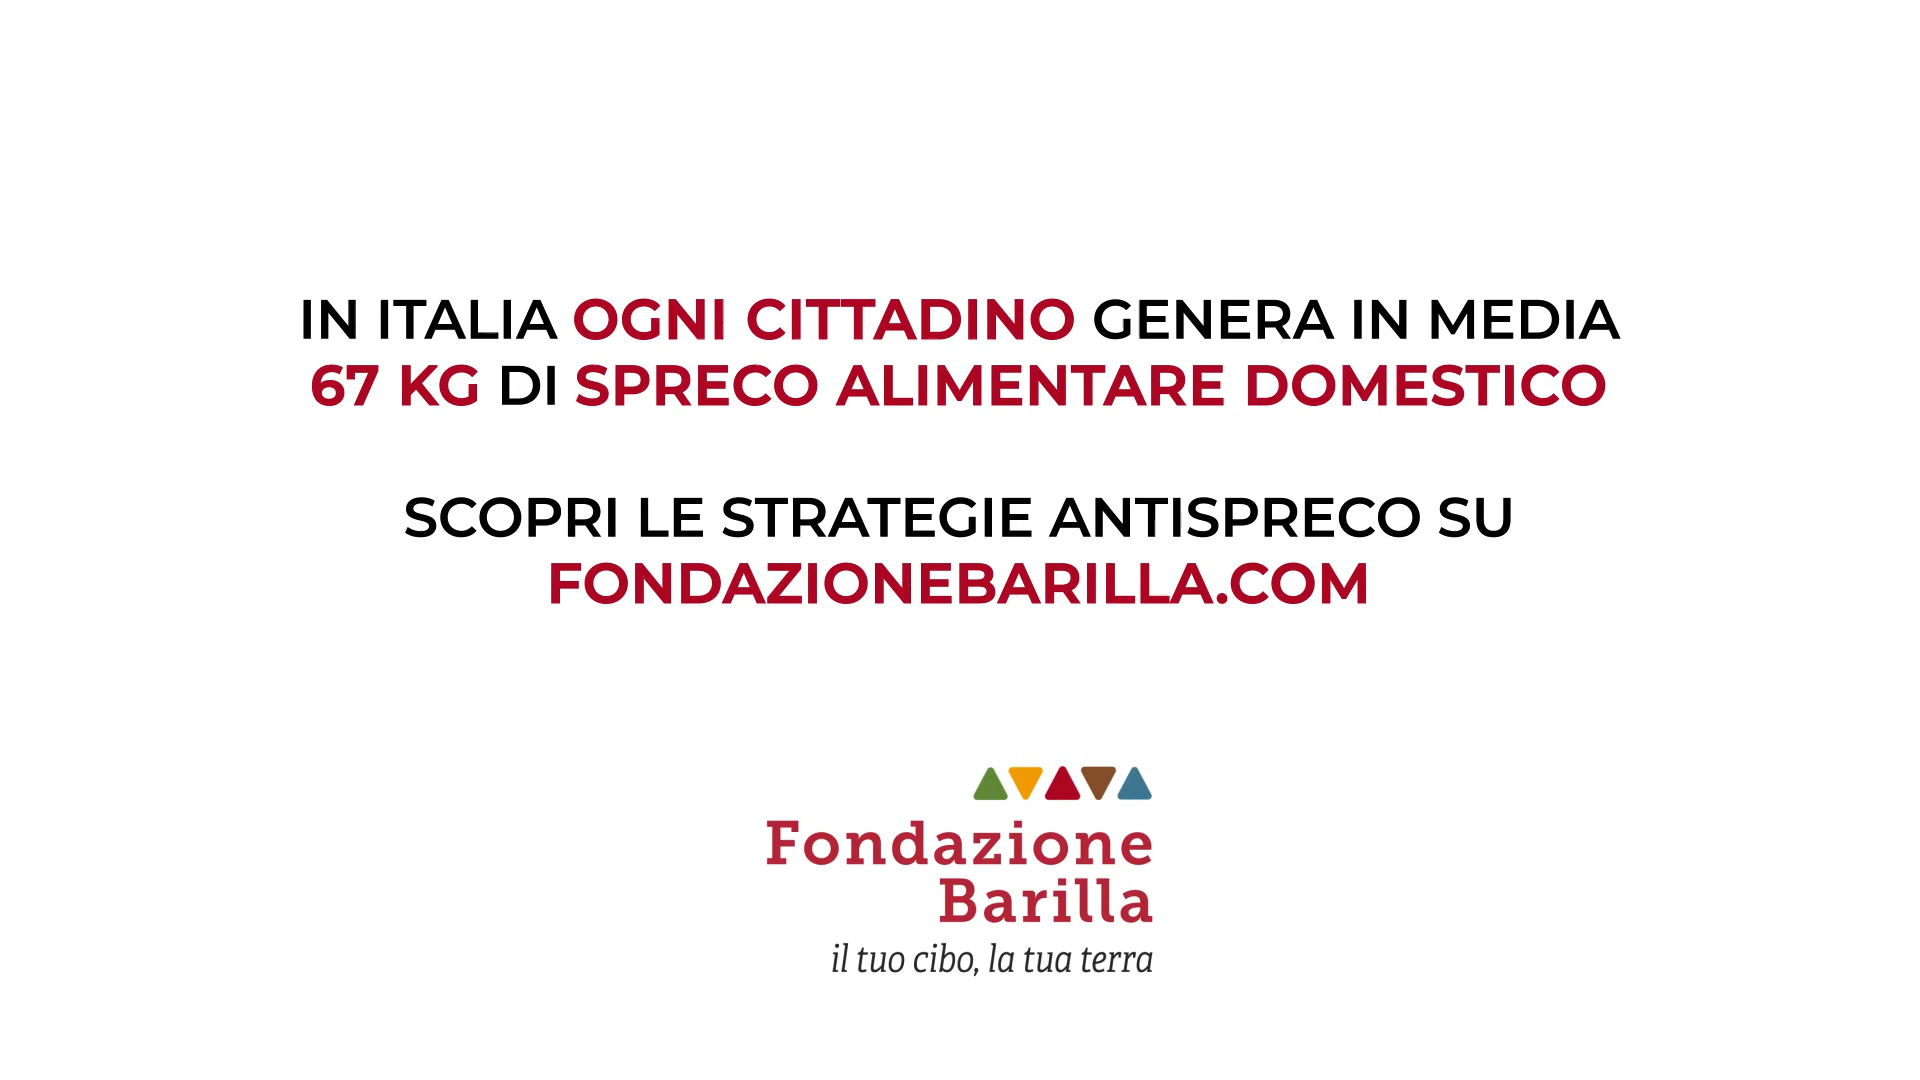 IN ITALIA OGNI CITTADINO GENERA IN MEDIA
67 KG DI SPRECO ALIMENTARE DOMESTICO
SCOPRI LE STRATEGIE ANTISPRECO SU
FONDAZIONEBARILLA.COM
Fondazione
Barilla
il tuo cibo, la tua terra